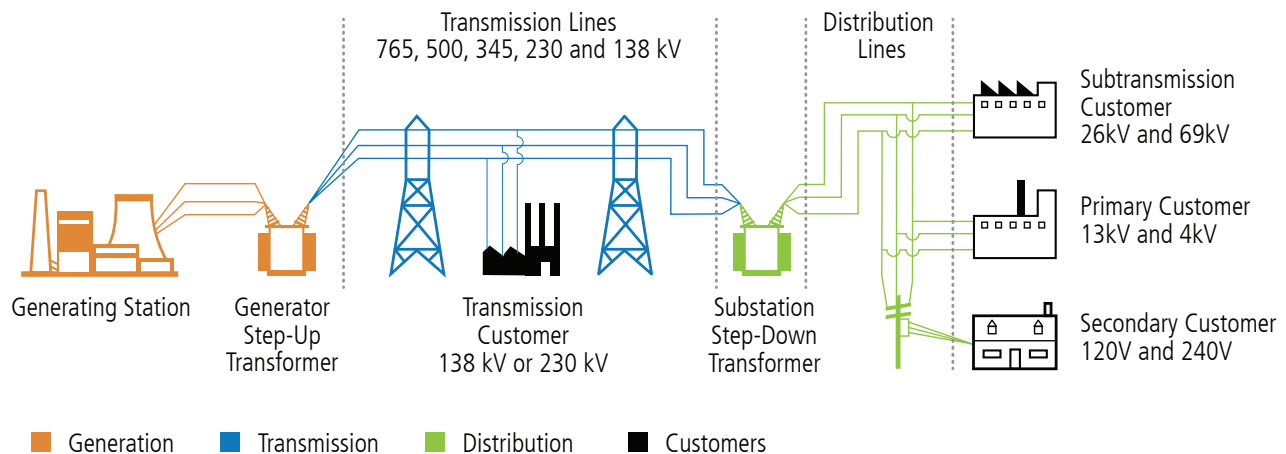 Transmission Lines
765, 500, 345, 230 and 138 kV
Distribution
Lines
Subtransmission
Customer
26kV and 69kV
Primary Customer
13kV and 4kV
Secondary Customer
120V and 240V
Generating Station
Generator
Step-Up
Transformer
Transmission
Customer
138 kV or 230 kV
Substation
Step-Down
Transformer
Generation
Transmission
Distribution
Customers